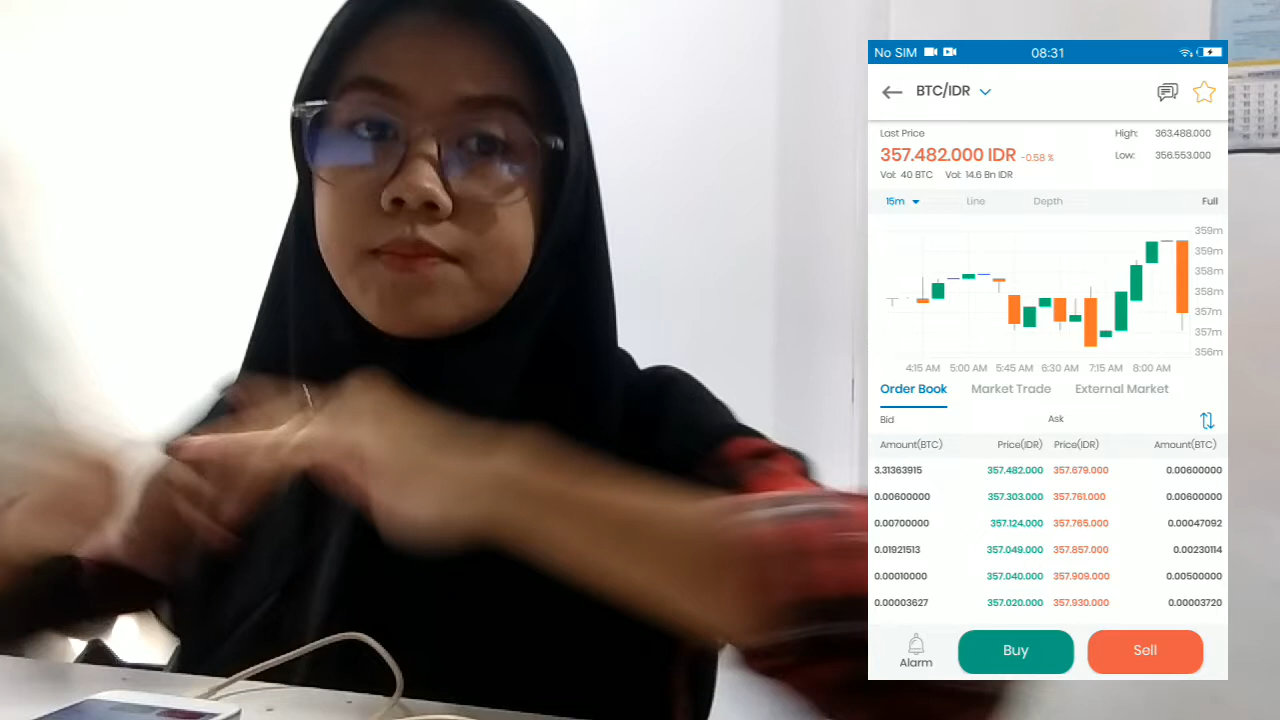 No SIM 08:31
BTC/IDR
Last Price High: 363.488.000
357.482.000 IDR -0.58 % Low: 356.553.000
Vol: 40 BTC Vol: 14.6 Bn IDR
15m Line Depth Full
359m
359m
358m
358m
357m
357m
356m
4:15 AM 5:00 AM 5:45 AM 6:30 AM 7:15 AM 8:00 AM
Order Book Market Trade External Market
Bid Ask
Amount(BTC) Price(IDR) Price(IDR) Amount(BTC)
3.31363915 357.482.000 357.679.000 0.00600000
0.00600000 357.303.000 357.761.000 0.00600000
0.00700000 357.124.000 357.765.000 0.00047092
0.01921513 357.049.000 357.857.000 0.00230114
0.00010000 357.040.000 357.909.000 0.00500000
0.00003627 357.020.000 357.930.000 0.00003720
Alarm Buy Sell